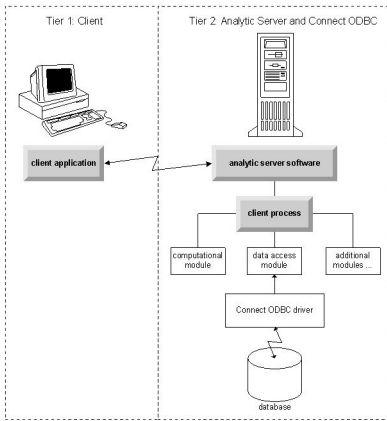 Tier 1: Client
Tier 2: Analytic Server and Connect ODBC
client application
analytic server software
client process
computational
module
data access
module
additional
modules ...
Connect ODBC driver
database